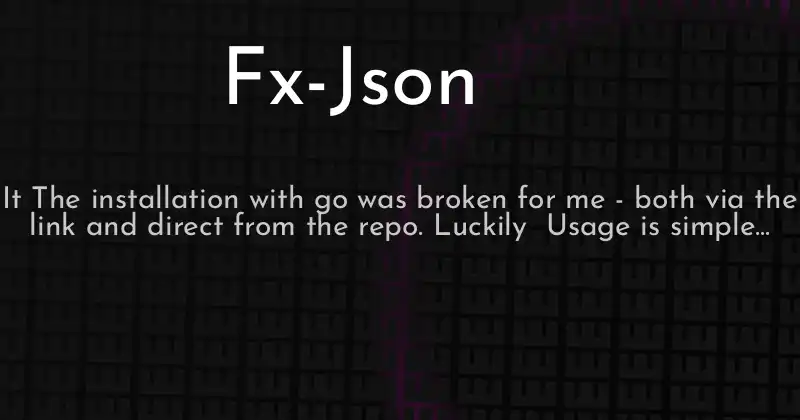 Fx-Json
It The installation with go was broken for me - both via the
link and direct from the repo. Luckily  Usage is simple...